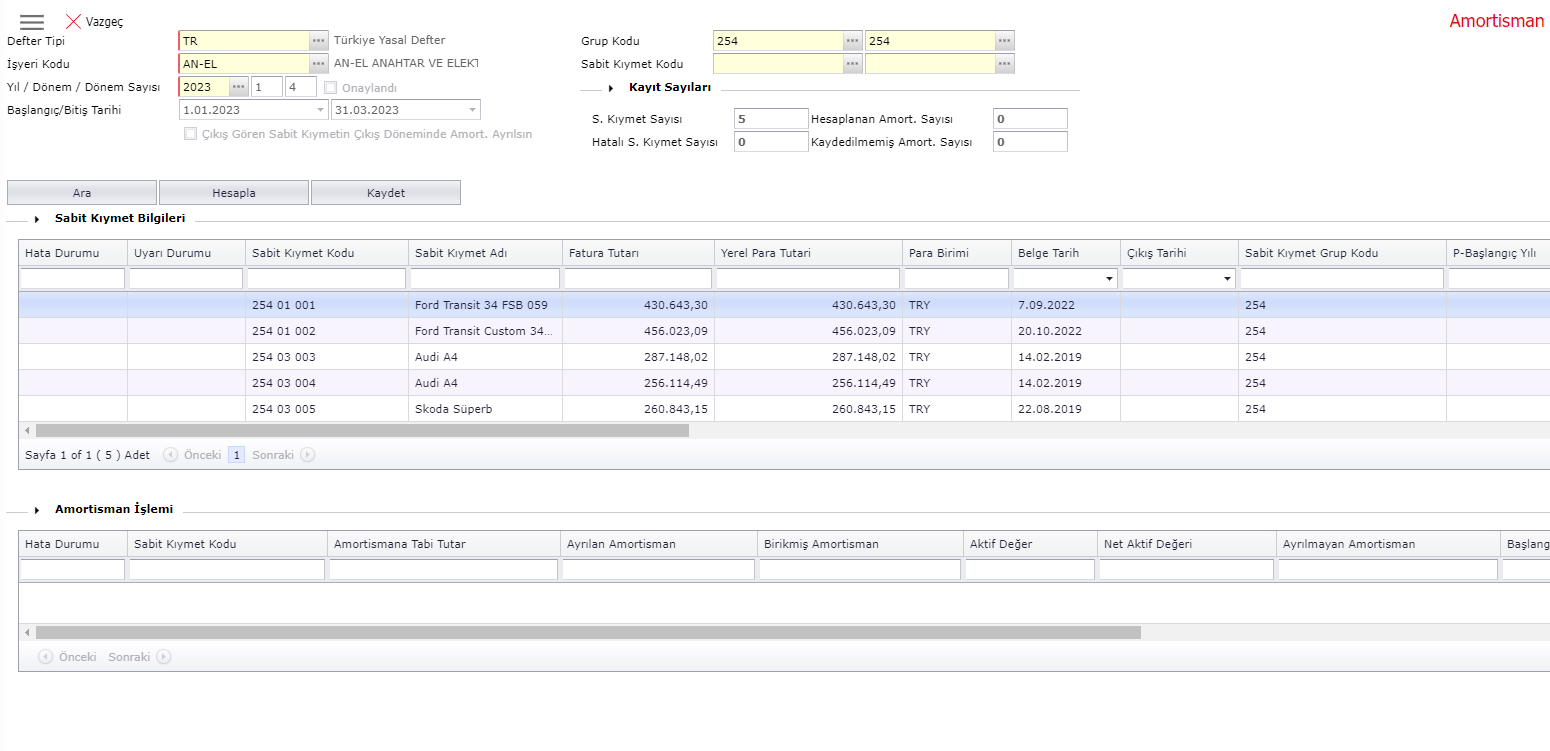 Vazgeç
Amortisman
Defter Tipi TR ... Türkiye Yasal Defter
İşyeri Kodu AN-EL ... AN-EL ANAHTAR VE ELEKT
Yıl / Dönem / Dönem Sayısı 2023 ... 1 4 Onaylandı
Başlangıç/Bitiş Tarihi 1.01.2023 31.03.2023
Çıkış Gören Sabit Kıymetin Çıkış Döneminde Amort. Ayrılsın
Grup Kodu 254 ... 254 ...
Sabit Kıymet Kodu ... ...
Kayıt Sayıları
S. Kıymet Sayısı 5 Hesaplanan Amort. Sayısı 0
Hatalı S. Kıymet Sayısı 0 Kaydedilmemiş Amort. Sayısı 0
Ara Hesapla Kaydet
Sabit Kıymet Bilgileri
Hata Durumu Uyarı Durumu Sabit Kıymet Kodu Sabit Kıymet Adı Fatura Tutarı Yerel Para Tutari Para Birimi Belge Tarih Çıkış Tarihi Sabit Kıymet Grup Kodu P-Başlangıç Yılı
254 01 001 Ford Transit 34 FSB 059 430.643,30 430.643,30 TRY 7.09.2022 254
254 01 002 Ford Transit Custom 34... 456.023,09 456.023,09 TRY 20.10.2022 254
254 03 003 Audi A4 287.148,02 287.148,02 TRY 14.02.2019 254
254 03 004 Audi A4 256.114,49 256.114,49 TRY 14.02.2019 254
254 03 005 Skoda Süperb 260.843,15 260.843,15 TRY 22.08.2019 254
Sayfa 1 of 1 ( 5 ) Adet Önceki 1 Sonraki
Amortisman İşlemi
Hata Durumu Sabit Kıymet Kodu Amortismana Tabi Tutar Ayrılan Amortisman Birikmiş Amortisman Aktif Değer Net Aktif Değeri Ayrılmayan Amortisman Başlang
Önceki Sonraki